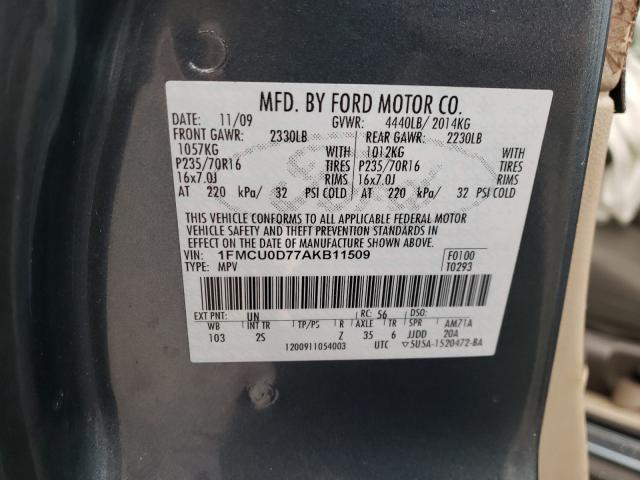 MFD. BY FORD MOTOR CO.
DATE: 11/09 GVWR: 4440LB/ 2014KG
FRONT GAWR: 2330LB REAR GAWR: 2230LB
1057KG WITH 1012KG WITH
P235/70R16 TIRES P235/70R16 TIRES
16x7.0J RIMS 16x7.0J RIMS
AT 220 kPa/ 32 PSI COLD AT 220 kPa/ 32 PSI COLD
THIS VEHICLE CONFORMS TO ALL APPLICABLE FEDERAL MOTOR
VEHICLE SAFETY AND THEFT PREVENTION STANDARDS IN
EFFECT ON THE DATE OF MANUFACTURE SHOWN ABOVE.
VIN: 1FMCU0D77AKB11509 F0100
TYPE: MPV T0293
EXT PNT: UN RC: 56 DSO:
WB INT TR TP/PS R AXLE TR SPR AM71A
103 2S Z 35 6 JJDD 20A
1200911054003 UTC 5U5A-1520472-BA